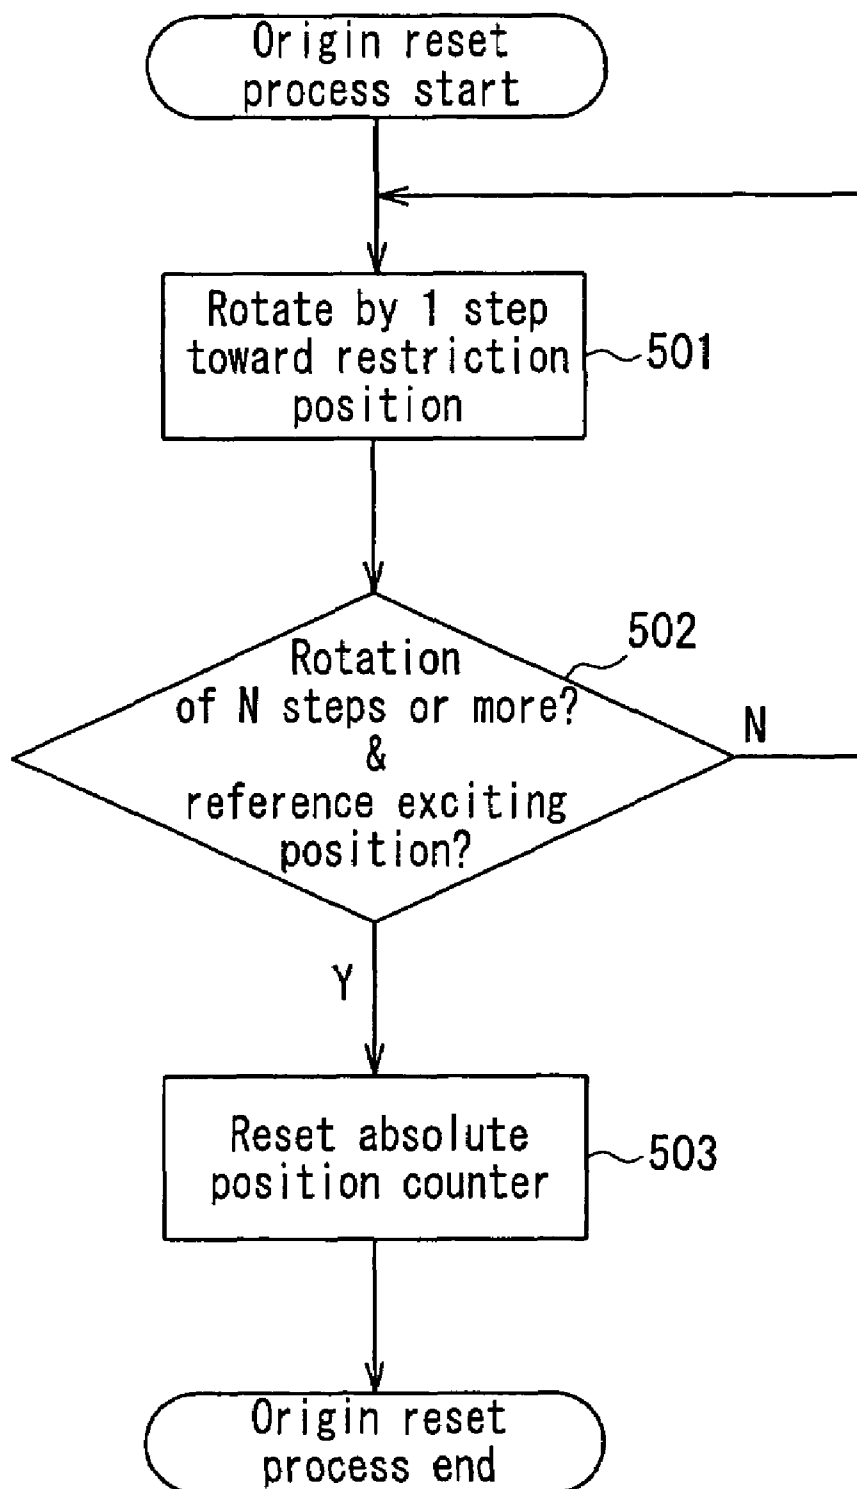 Origin reset
process start
Rotate by 1 step
toward restriction
position
501
502
Rotation
of N steps or more?
&
reference exciting
position?
N
Y
Reset absolute
position counter
503
Origin reset
process end